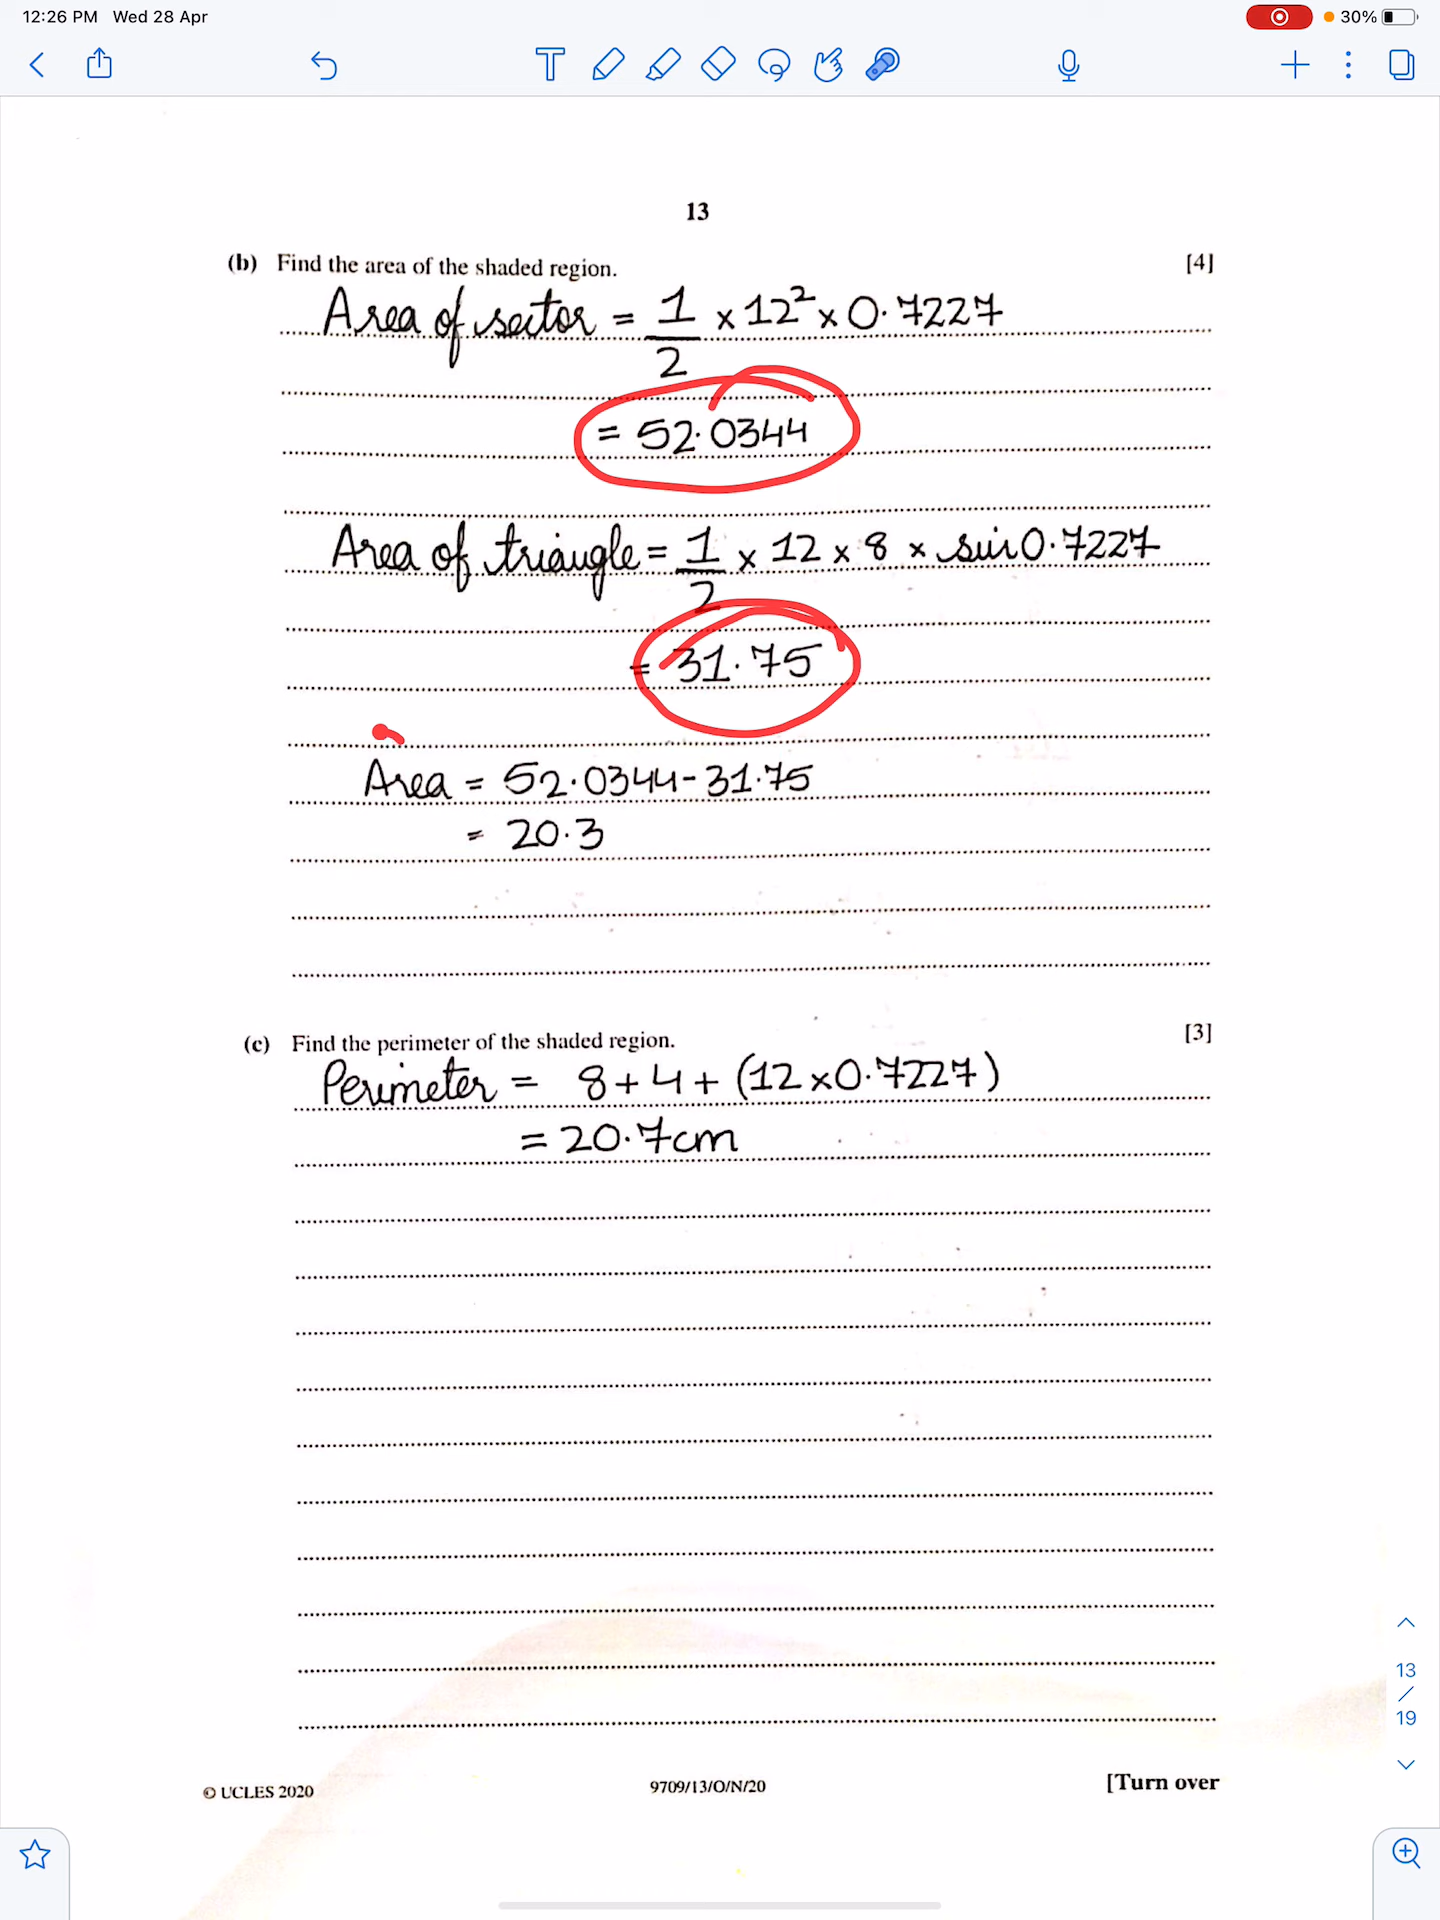 12:26 PM Wed 28 Apr
30%
13
(b) Find the area of the shaded region. [4]
Area of sector = 1/2 × 12² × 0.7227
= 52.0344
Area of triangle = 1/2 × 12 × 8 × sin 0.7227
= 31.75
Area = 52.0344 - 31.75
= 20.3
(c) Find the perimeter of the shaded region. [3]
Perimeter = 8 + 4 + (12 × 0.7227)
= 20.7cm
13
/
19
© UCLES 2020 9709/13/O/N/20 [Turn over